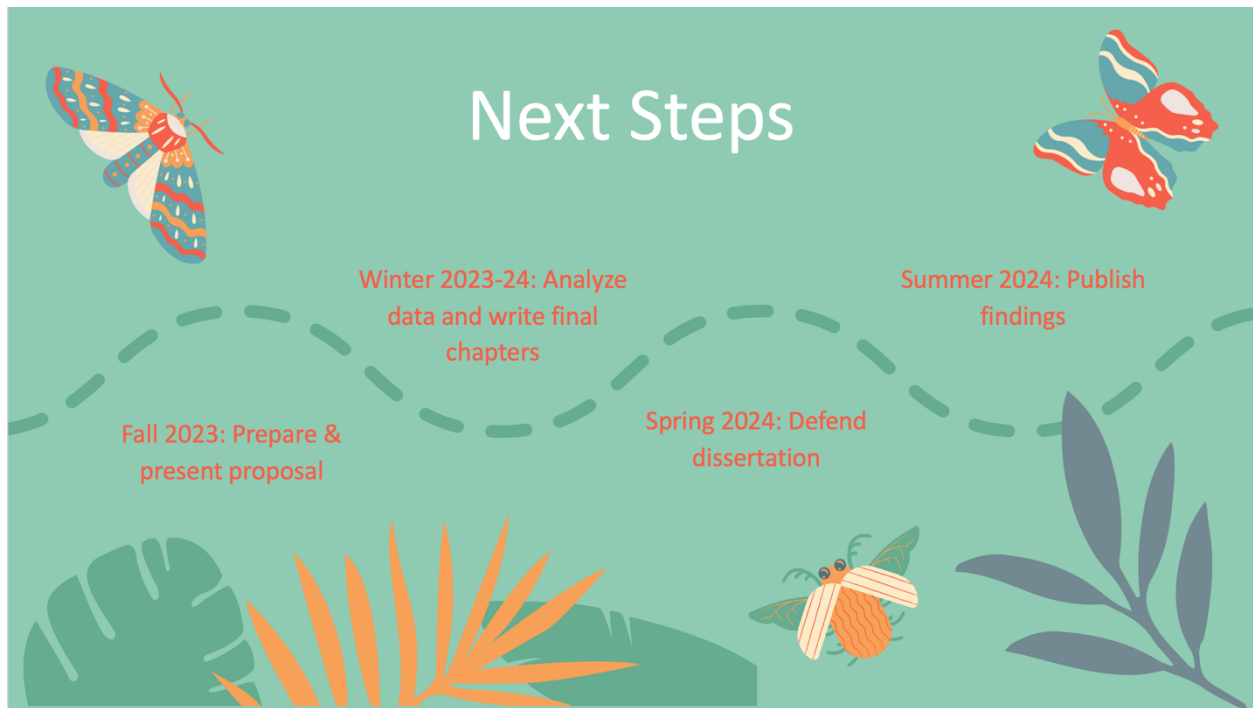 Next Steps
Fall 2023: Prepare &
present proposal
Winter 2023-24: Analyze
data and write final
chapters
Spring 2024: Defend
dissertation
Summer 2024: Publish
findings